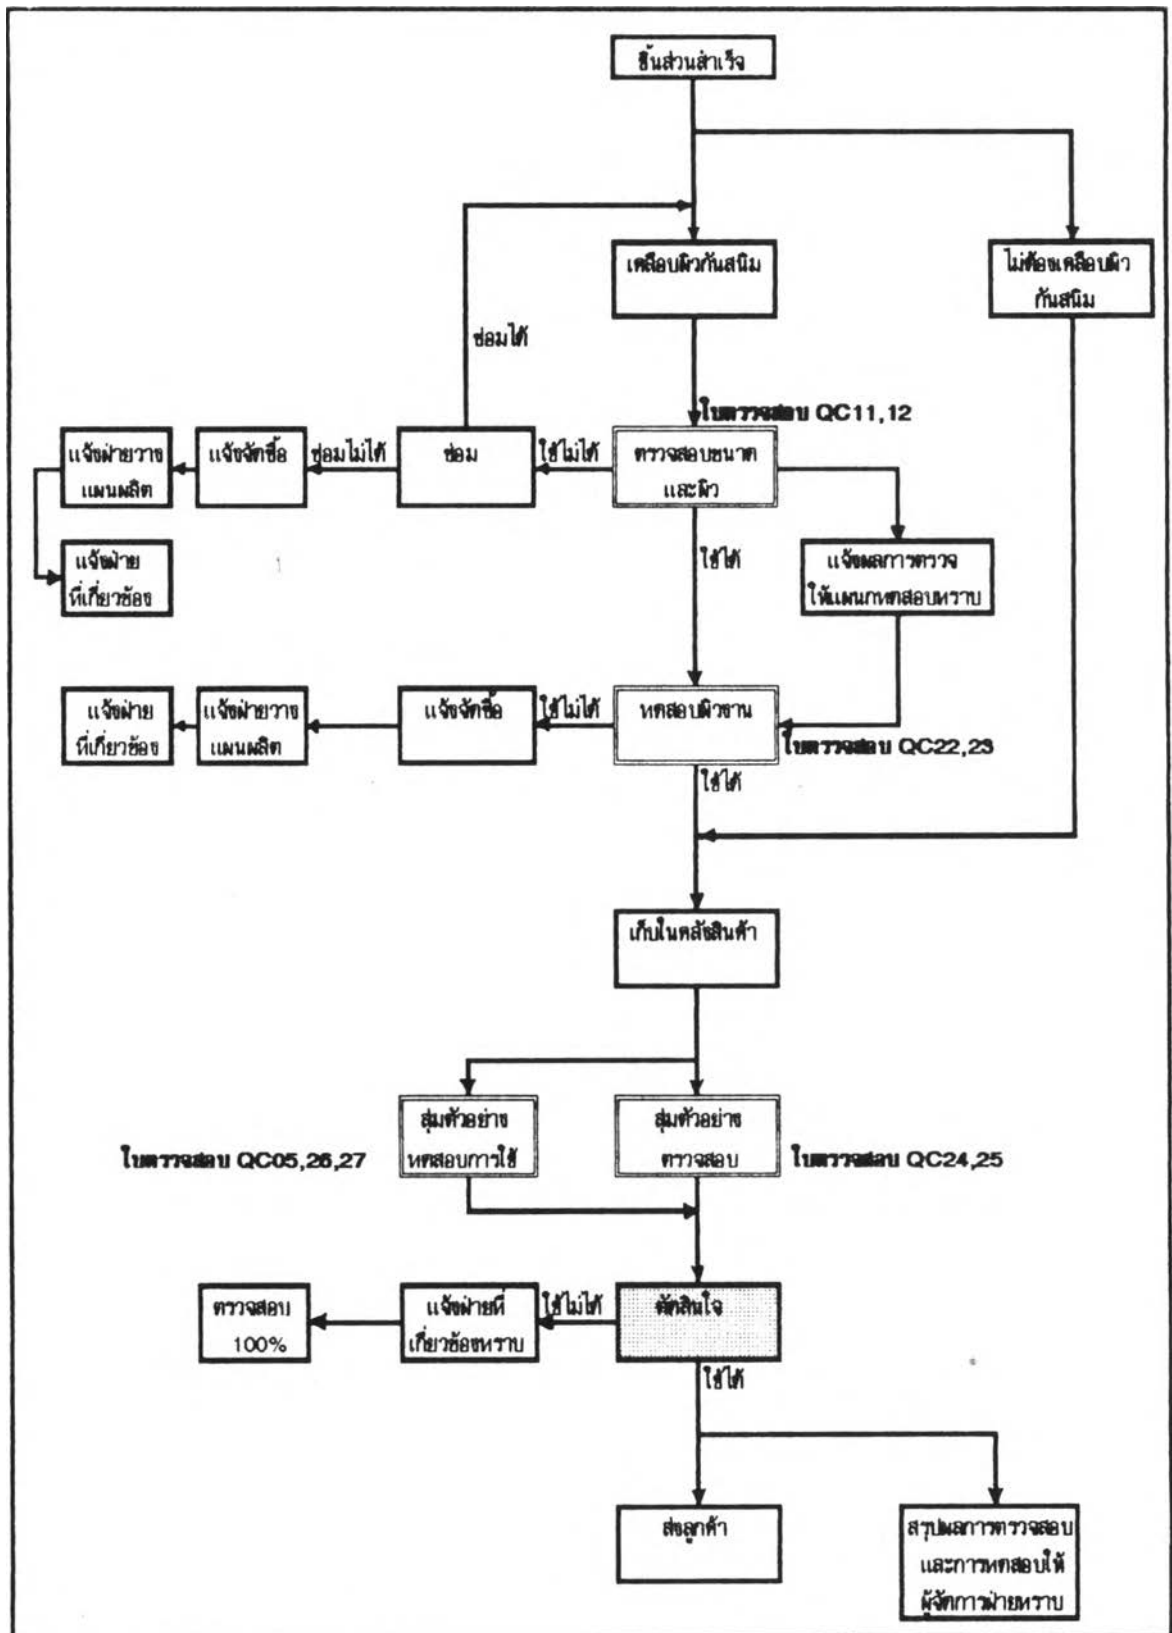 ชิ้นส่วนสำเร็จ
เคลือบผิวกันสนิม
ไม่ต้องเคลือบผิว
กันสนิม
ซ่อมได้
ใบตรวจสอบ QC11,12
แจ้งฝ่ายวาง
แผนผลิต
แจ้งจัดซื้อ
ซ่อมไม่ได้
ซ่อม
ใช้ไม่ได้
ตรวจสอบขนาด
และผิว
แจ้งฝ่าย
ที่เกี่ยวข้อง
ใช้ได้
แจ้งผลการตรวจ
ให้แผนกทดสอบทราบ
แจ้งฝ่าย
ที่เกี่ยวข้อง
แจ้งฝ่ายวาง
แผนผลิต
แจ้งจัดซื้อ
ใช้ไม่ได้
ทดสอบผิวงาน
ใบตรวจสอบ QC22,23
ใช้ได้
เก็บในคลังสินค้า
ใบตรวจสอบ QC05,26,27
สุ่มตัวอย่าง
ทดสอบการใช้
สุ่มตัวอย่าง
ตรวจสอบ
ใบตรวจสอบ QC24,25
ตรวจสอบ
100%
แจ้งฝ่ายที่
เกี่ยวข้องทราบ
ใช้ไม่ได้
ตัดสินใจ
ใช้ได้
ส่งลูกค้า
สรุปผลการตรวจสอบ
และการทดสอบให้
ผู้จัดการฝ่ายทราบ